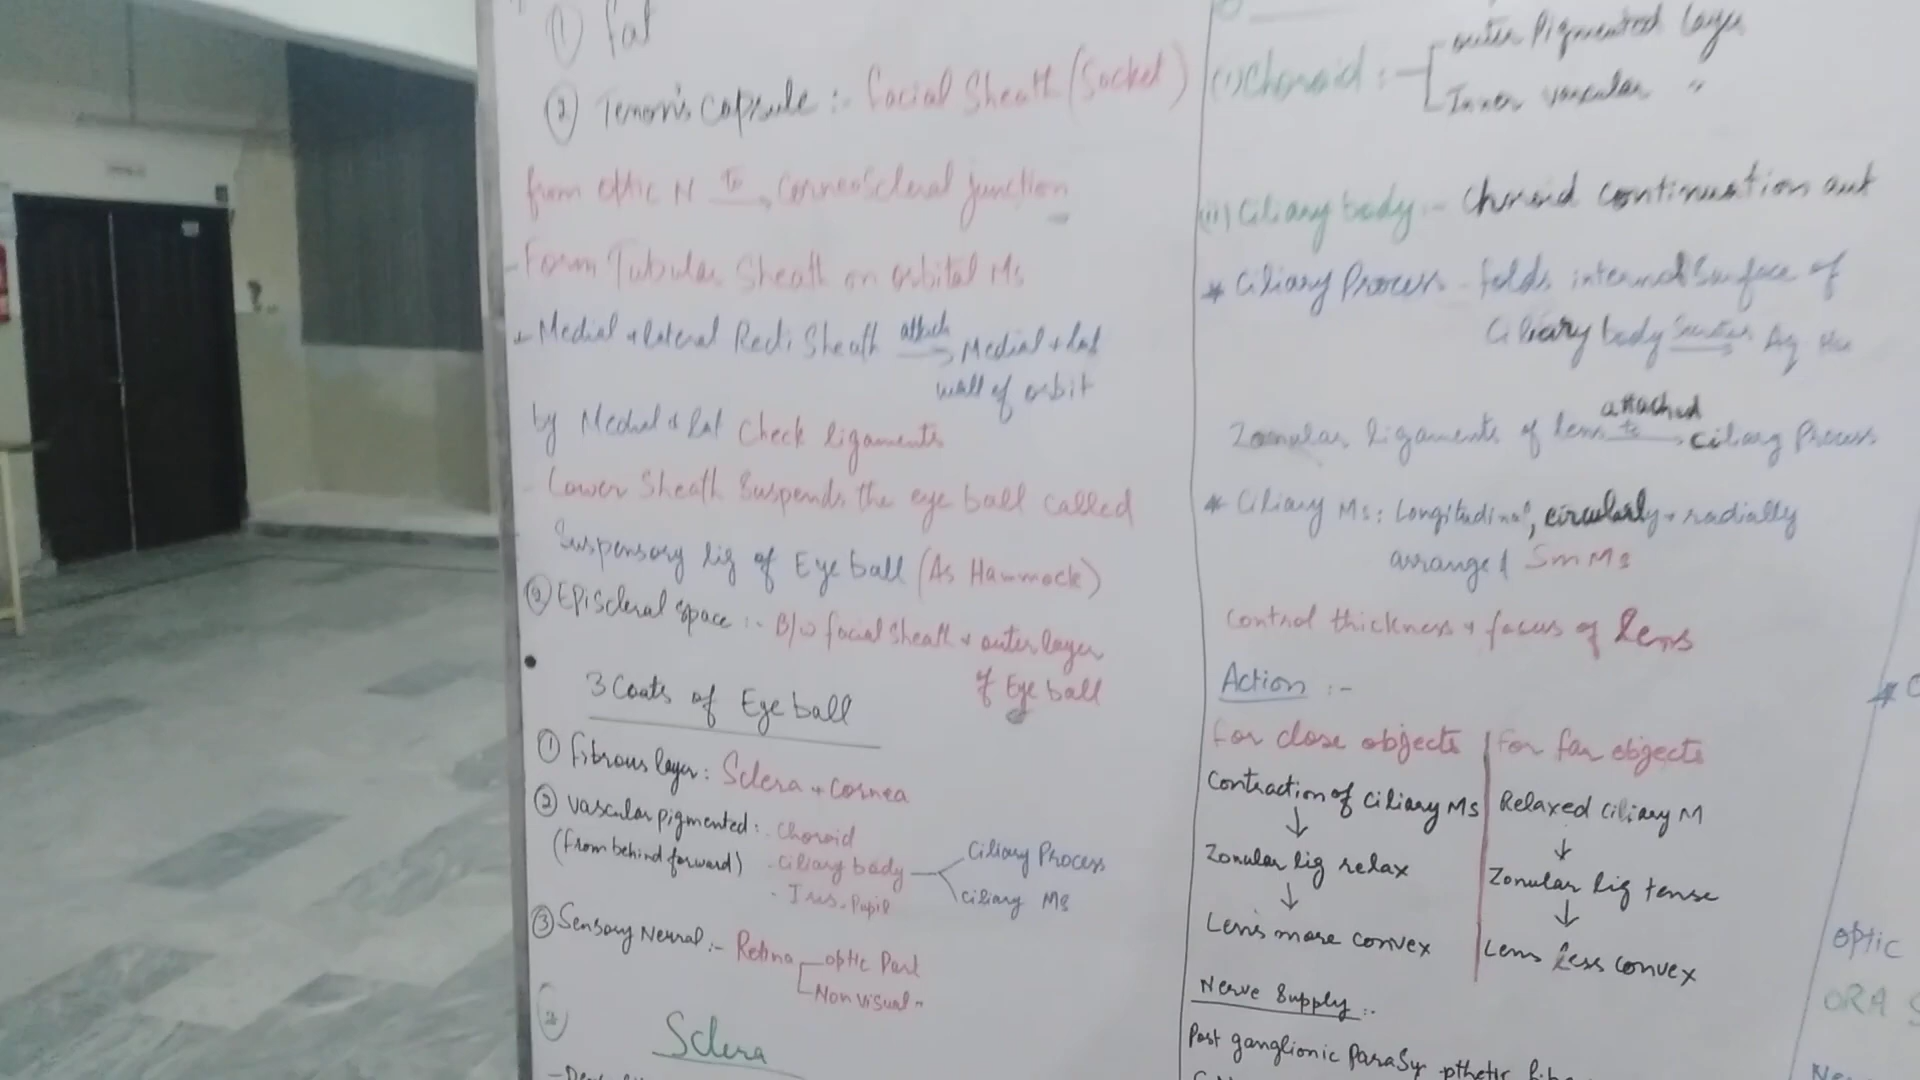 ① Fat
② Tenon's Capsule :- Facial Sheath (Socket)
from optic N to Corneoscleral junction
- Form Tubular Sheath on orbital Ms
- Medial + lateral Recti Sheath attach → Medial + lat
wall of orbit
by Medial & Lat Check ligaments
- Lower Sheath Suspends the eye ball called
Suspensory lig of Eye ball (As Hammock)
③ Episcleral space :- B/w facial sheath + outer layer
of Eye ball
3 Coats of Eye ball
① fibrous layer: Sclera + Cornea
② Vascular pigmented: - Choroid
(from behind forward) - Ciliary body
Ciliary Process
ciliary Ms
- Iris - Pupil
③ Sensory Neural :- Retina
optic Part
Non visual "
Sclera
(i) Choroid :-
outer Pigmented layer
Inner vascular "
(ii) Ciliary body :- Choroid continuation ant
* Ciliary Process - folds internal Surface of
Ciliary body → Aq Hu
Zonular ligaments of lens attached to → ciliary Process
* Ciliary Ms: Longitudinal, circularly + radially
arranged Sm Ms
Control thickness + focus of lens
Action :-
For close objects
Contraction of ciliary Ms
↓
Zonular lig relax
↓
Lens more convex
For far objects
Relaxed ciliary M
↓
Zonular lig tense
↓
Lens less convex
Nerve Supply :-
Post ganglionic ParaSy pthetic
* C
optic
ORA S